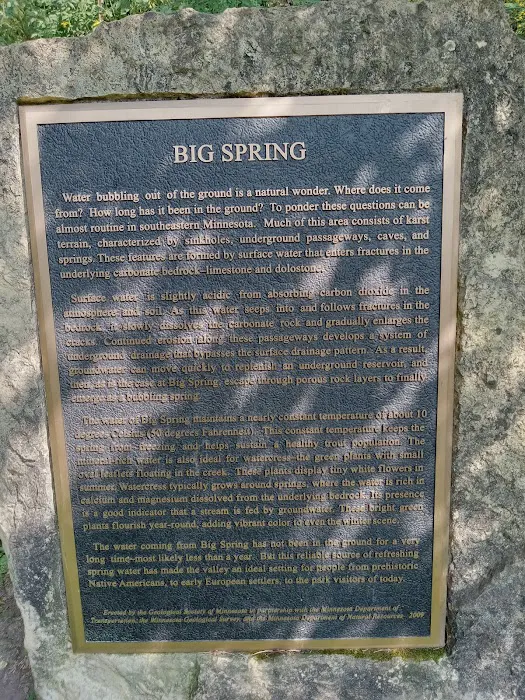 BIG SPRING
Water bubbling out of the ground is a natural wonder. Where does it come
from? How long has it been in the ground? To ponder these questions can be
almost routine in southeastern Minnesota. Much of this area consists of karst
terrain, characterized by sinkholes, underground passageways, caves, and
springs. These features are formed by surface water that enters fractures in the
underlying carbonate bedrock–limestone and dolostone.
Surface water is slightly acidic from absorbing carbon dioxide in the
atmosphere and soil. As this water seeps into and follows fractures in the
bedrock, it slowly dissolves the carbonate rock and gradually enlarges the
cracks. Continued erosion along these passageways develops a system of
underground drainage that bypasses the surface drainage pattern. As a result,
groundwater can move quickly to replenish an underground reservoir, and
then, as is the case at Big Spring, escape through porous rock layers to finally
emerge as a bubbling spring.
The water of Big Spring maintains a nearly constant temperature of about 10
degrees Celsius (50 degrees Fahrenheit). This constant temperature keeps the
spring from freezing and helps sustain a healthy trout population. The
mineral-rich water is also ideal for watercress–the green plants with small
oval leaflets floating in the creek. These plants display tiny white flowers in
summer. Watercress typically grows around springs, where the water is rich in
calcium and magnesium dissolved from the underlying bedrock. Its presence
is a good indicator that a stream is fed by groundwater. These bright green
plants flourish year-round, adding vibrant color to even the winter scene.
The water coming from Big Spring has not been in the ground for a very
long time–most likely less than a year. But this reliable source of refreshing
spring water has made the valley an ideal setting for people from prehistoric
Native Americans, to early European settlers, to the park visitors of today.
Erected by the Geological Society of Minnesota in partnership with the Minnesota Department of
Transportation, the Minnesota Geological Survey, and the Minnesota Department of Natural Resources 2009